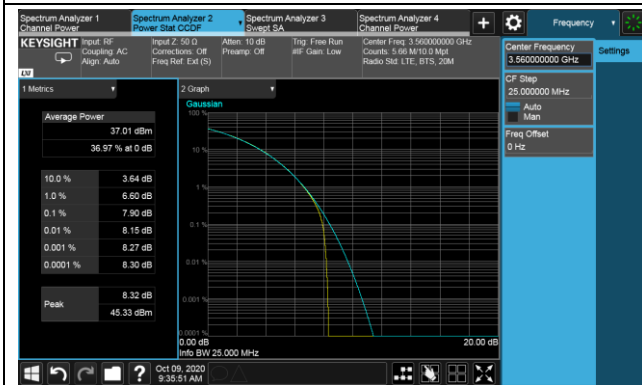 Spectrum Analyzer 1
Channel Power
Spectrum Analyzer 2
Power Stat CCDF
Spectrum Analyzer 3
Swept SA
Spectrum Analyzer 4
Channel Power
Frequency
KEYSIGHT
Input: RF
Coupling: AC
Align: Auto
Input Z: 50 Ω
Corrections: Off
Freq Ref: Ext (S)
Atten: 10 dB
Preamp: Off
Trig: Free Run
#IF Gain: Low
Center Freq: 3.560000000 GHz
Counts: 5.66 M/10.0 Mpt
Radio Std: LTE, BTS, 20M
LXI
Center Frequency
3.560000000 GHz
Settings
CF Step
25.000000 MHz
Auto
Man
Freq Offset
0 Hz
1 Metrics
Average Power
37.01 dBm
36.97 % at 0 dB
10.0 % 3.64 dB
1.0 % 6.60 dB
0.1 % 7.90 dB
0.01 % 8.15 dB
0.001 % 8.27 dB
0.0001 % 8.30 dB
Peak 8.32 dB
45.33 dBm
2 Graph
Gaussian
100 %
10 %
1 %
0.1 %
0.01 %
0.001 %
0.0001 %
0.00 dB 20.00 dB
Info BW 25.000 MHz
Oct 09, 2020
9:35:51 AM